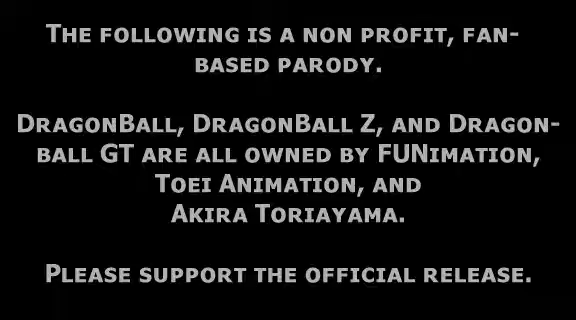 The following is a non profit, fan-
based parody.
DragonBall, DragonBall Z, and Dragon-
ball GT are all owned by FUNimation,
Toei Animation, and
Akira Toriayama.
Please support the official release.